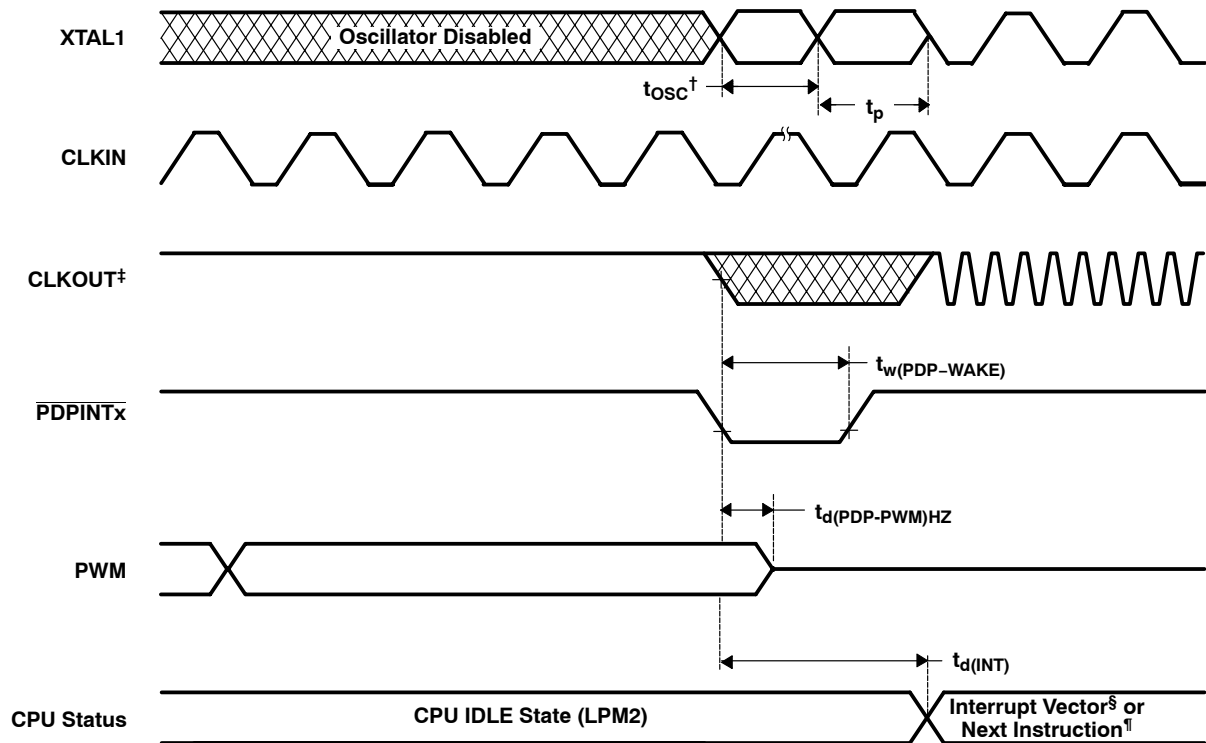 XTAL1
Oscillator Disabled
tOSC†
tp
CLKIN
CLKOUT‡
tw(PDP−WAKE)
PDPINTx
td(PDP-PWM)HZ
PWM
td(INT)
CPU Status
CPU IDLE State (LPM2)
Interrupt Vector§ or
Next Instruction¶